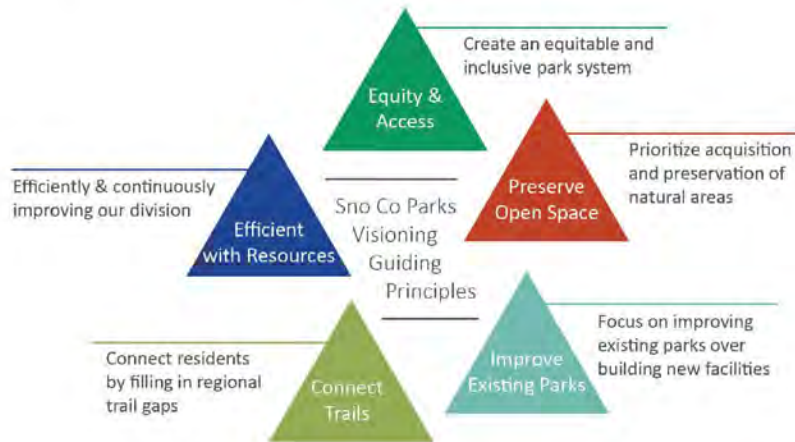 Create an equitable and
inclusive park system
Equity &
Access
Prioritize acquisition
and preservation of
natural areas
Preserve
Open Space
Efficiently & continuously
improving our division
Efficient
with Resources
Sno Co Parks
Visioning
Guiding
Principles
Focus on improving
existing parks over
building new facilities
Improve
Existing Parks
Connect residents
by filling in regional
trail gaps
Connect
Trails